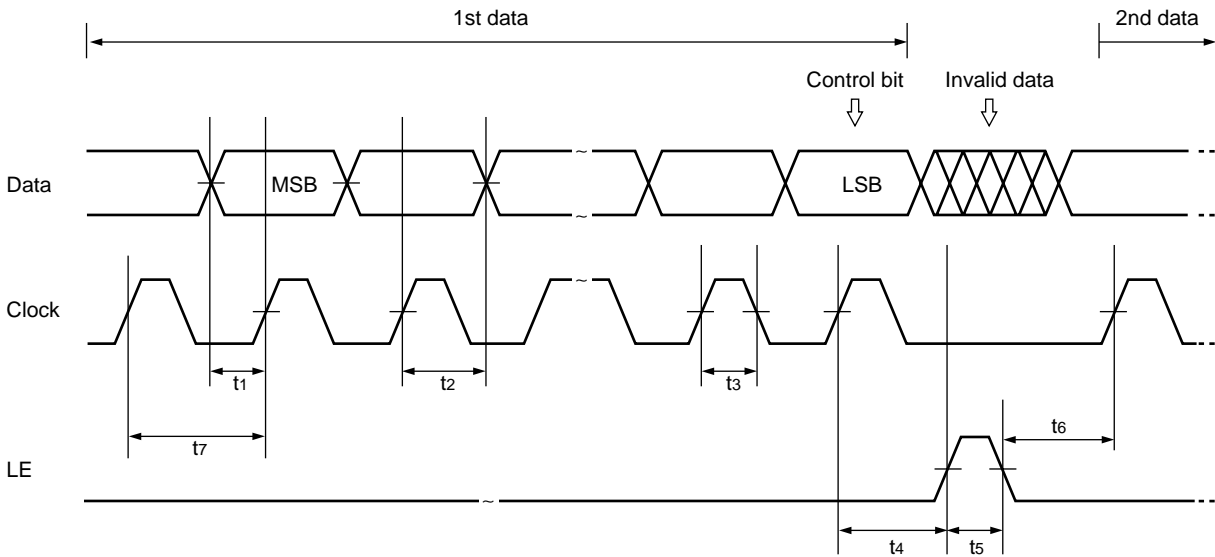 1st data
2nd data
Control bit
Invalid data
Data
MSB
LSB
~
~
Clock
~
t1
t2
t3
t7
t6
LE
~
t4
t5